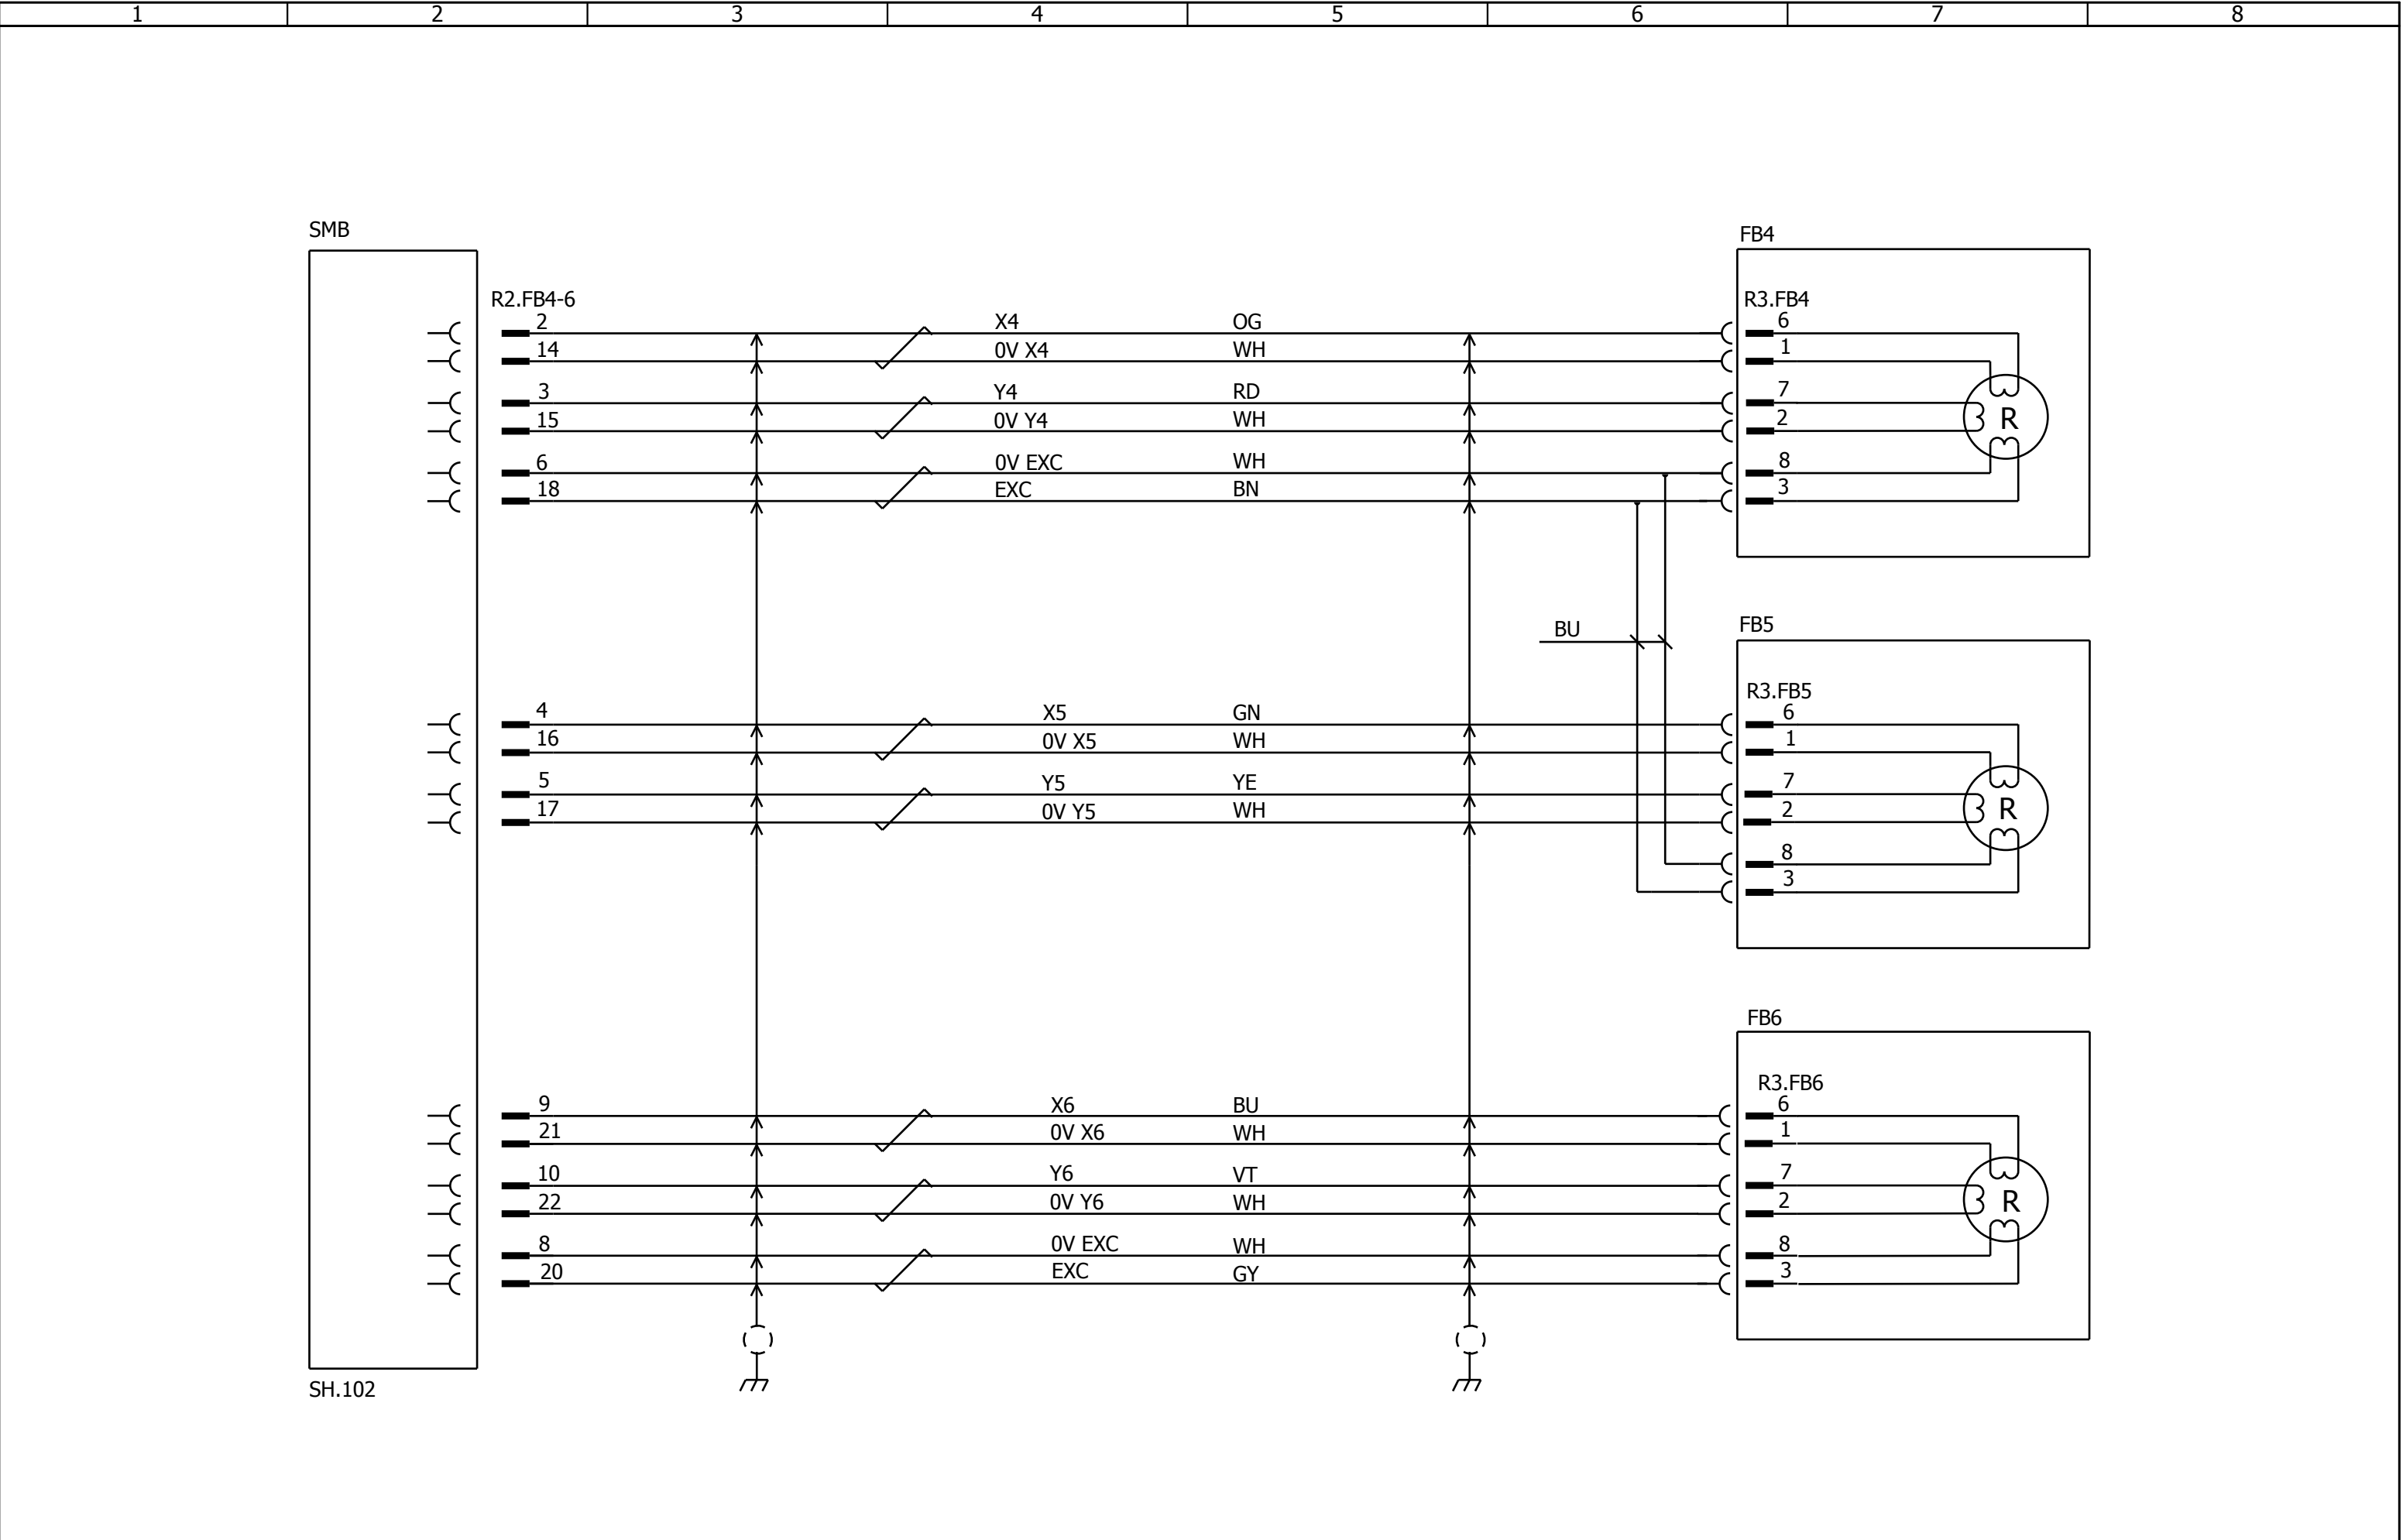 1 2 3 4 5 6 7 8
SMB
FB4
R2.FB4-6
R3.FB4
2 X4 OG 6
14 0V X4 WH 1
3 Y4 RD 7
15 0V Y4 WH 2
R
6 0V EXC WH 8
18 EXC BN 3
BU
FB5
R3.FB5
4 X5 GN 6
16 0V X5 WH 1
5 Y5 YE 7
17 0V Y5 WH 2
R
8
3
FB6
R3.FB6
9 X6 BU 6
21 0V X6 WH 1
10 Y6 VT 7
22 0V Y6 WH 2
R
8 0V EXC WH 8
20 EXC GY 3
SH.102